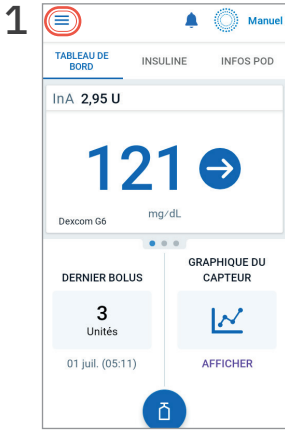 1
Manuel
TABLEAU DE
BORD
INSULINE
INFOS POD
InA 2,95 U
121
mg/dL
Dexcom G6
DERNIER BOLUS
3
Unités
01 juil. (05:11)
GRAPHIQUE DU
CAPTEUR
AFFICHER